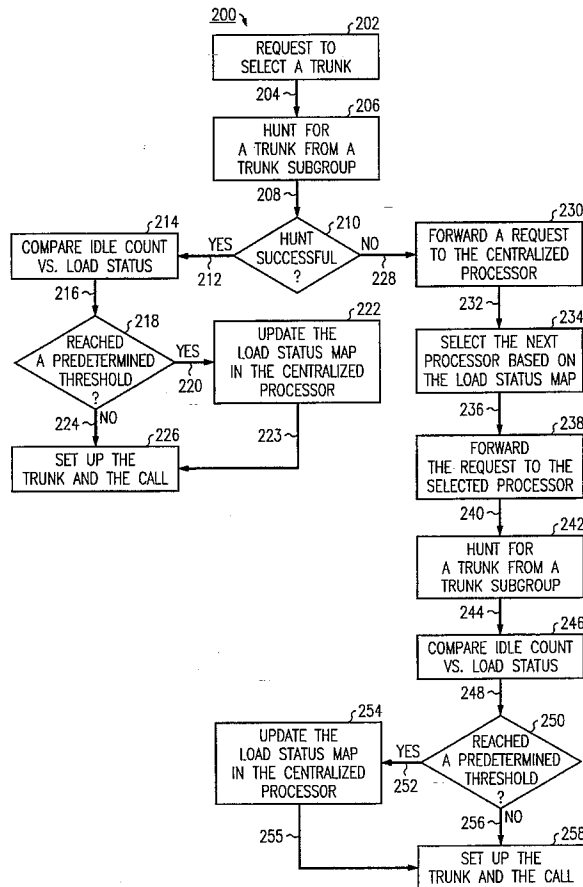 200
202
REQUEST TO
SELECT A TRUNK
204
206
HUNT FOR
A TRUNK FROM A
TRUNK SUBGROUP
208
210
HUNT
SUCCESSFUL
?
YES
212
NO
228
214
COMPARE IDLE COUNT
VS. LOAD STATUS
216
218
REACHED
A PREDETERMINED
THRESHOLD
?
YES
220
222
UPDATE THE
LOAD STATUS MAP
IN THE CENTRALIZED
PROCESSOR
223
224
NO
226
SET UP THE
TRUNK AND THE CALL
230
FORWARD A REQUEST
TO THE CENTRALIZED
PROCESSOR
232
234
SELECT THE NEXT
PROCESSOR BASED ON
THE LOAD STATUS MAP
236
238
FORWARD
THE REQUEST TO THE
SELECTED PROCESSOR
240
242
HUNT FOR
A TRUNK FROM A
TRUNK SUBGROUP
244
246
COMPARE IDLE COUNT
VS. LOAD STATUS
248
250
REACHED
A PREDETERMINED
THRESHOLD
?
YES
252
254
UPDATE THE
LOAD STATUS MAP
IN THE CENTRALIZED
PROCESSOR
255
256
NO
258
SET UP THE
TRUNK AND THE CALL